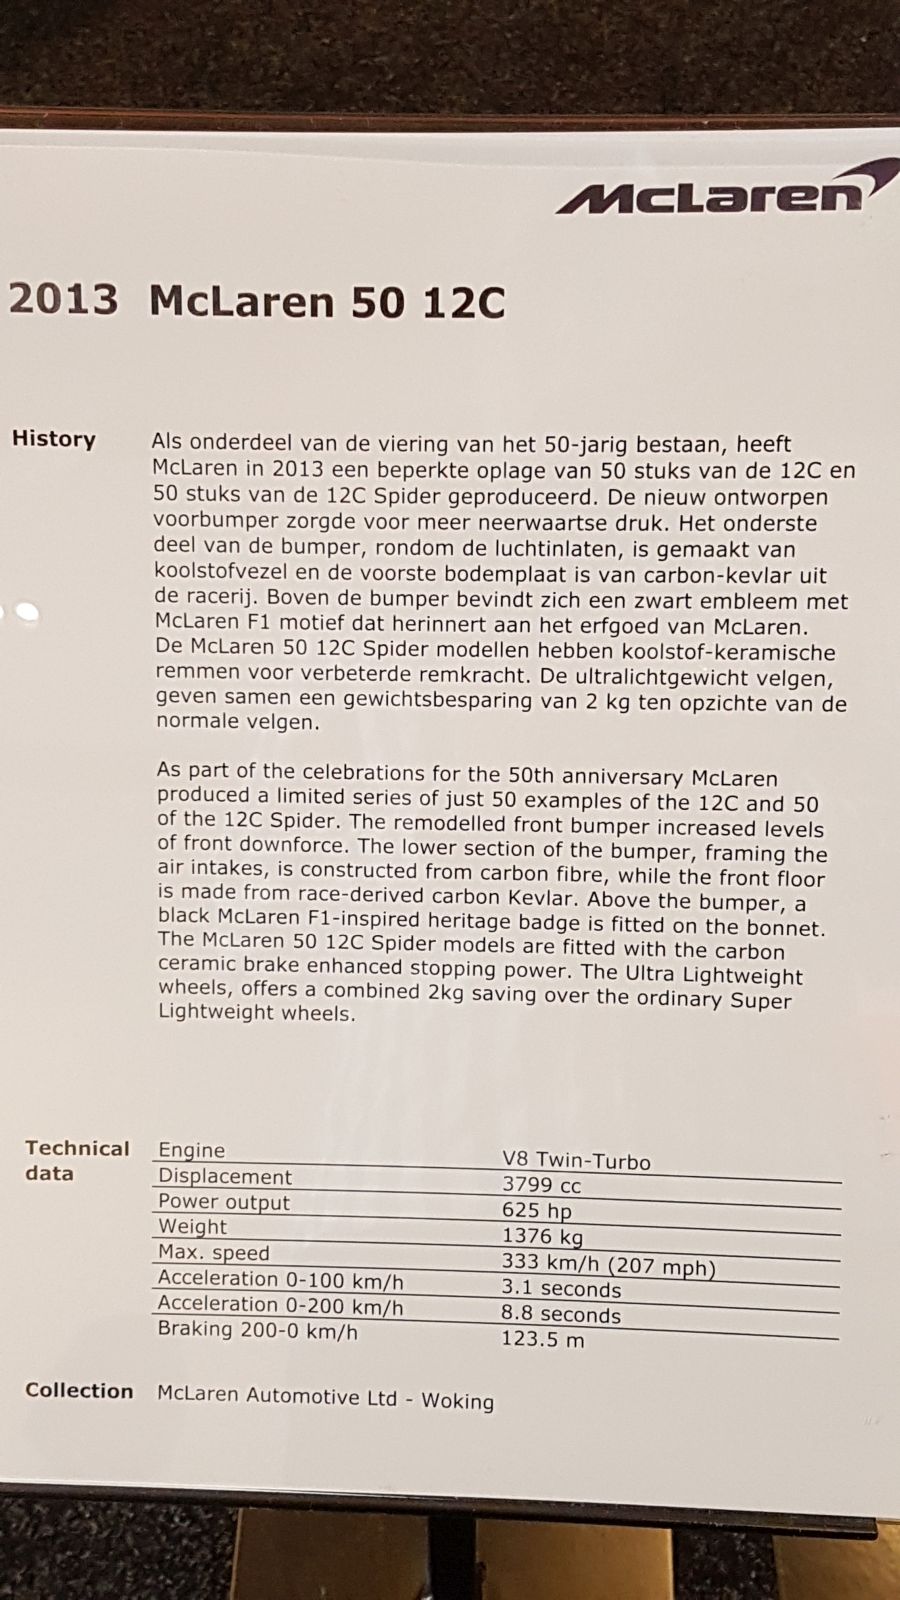 McLaren
2013 McLaren 50 12C
History
Als onderdeel van de viering van het 50-jarig bestaan, heeft
McLaren in 2013 een beperkte oplage van 50 stuks van de 12C en
50 stuks van de 12C Spider geproduceerd. De nieuw ontworpen
voorbumper zorgde voor meer neerwaartse druk. Het onderste
deel van de bumper, rondom de luchtinlaten, is gemaakt van
koolstofvezel en de voorste bodemplaat is van carbon-kevlar uit
de racerij. Boven de bumper bevindt zich een zwart embleem met
McLaren F1 motief dat herinnert aan het erfgoed van McLaren.
De McLaren 50 12C Spider modellen hebben koolstof-keramische
remmen voor verbeterde remkracht. De ultralichtgewicht velgen,
geven samen een gewichtsbesparing van 2 kg ten opzichte van de
normale velgen.
As part of the celebrations for the 50th anniversary McLaren
produced a limited series of just 50 examples of the 12C and 50
of the 12C Spider. The remodelled front bumper increased levels
of front downforce. The lower section of the bumper, framing the
air intakes, is constructed from carbon fibre, while the front floor
is made from race-derived carbon Kevlar. Above the bumper, a
black McLaren F1-inspired heritage badge is fitted on the bonnet.
The McLaren 50 12C Spider models are fitted with the carbon
ceramic brake enhanced stopping power. The Ultra Lightweight
wheels, offers a combined 2kg saving over the ordinary Super
Lightweight wheels.
Technical
data
Engine V8 Twin-Turbo
Displacement 3799 cc
Power output 625 hp
Weight 1376 kg
Max. speed 333 km/h (207 mph)
Acceleration 0-100 km/h 3.1 seconds
Acceleration 0-200 km/h 8.8 seconds
Braking 200-0 km/h 123.5 m
Collection McLaren Automotive Ltd - Woking